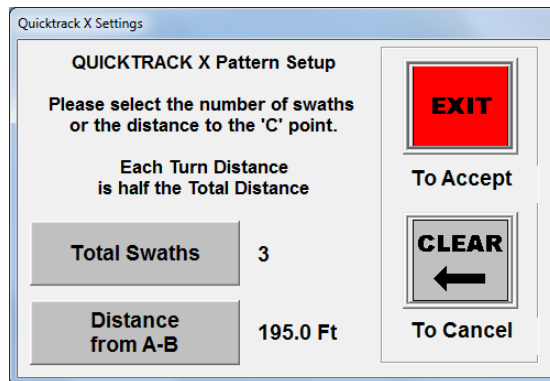 Quicktrack X Settings
QUICKTRACK X Pattern Setup
Please select the number of swaths
or the distance to the 'C' point.
Each Turn Distance
is half the Total Distance
Total Swaths
3
Distance
from A-B
195.0 Ft
EXIT
To Accept
CLEAR
To Cancel